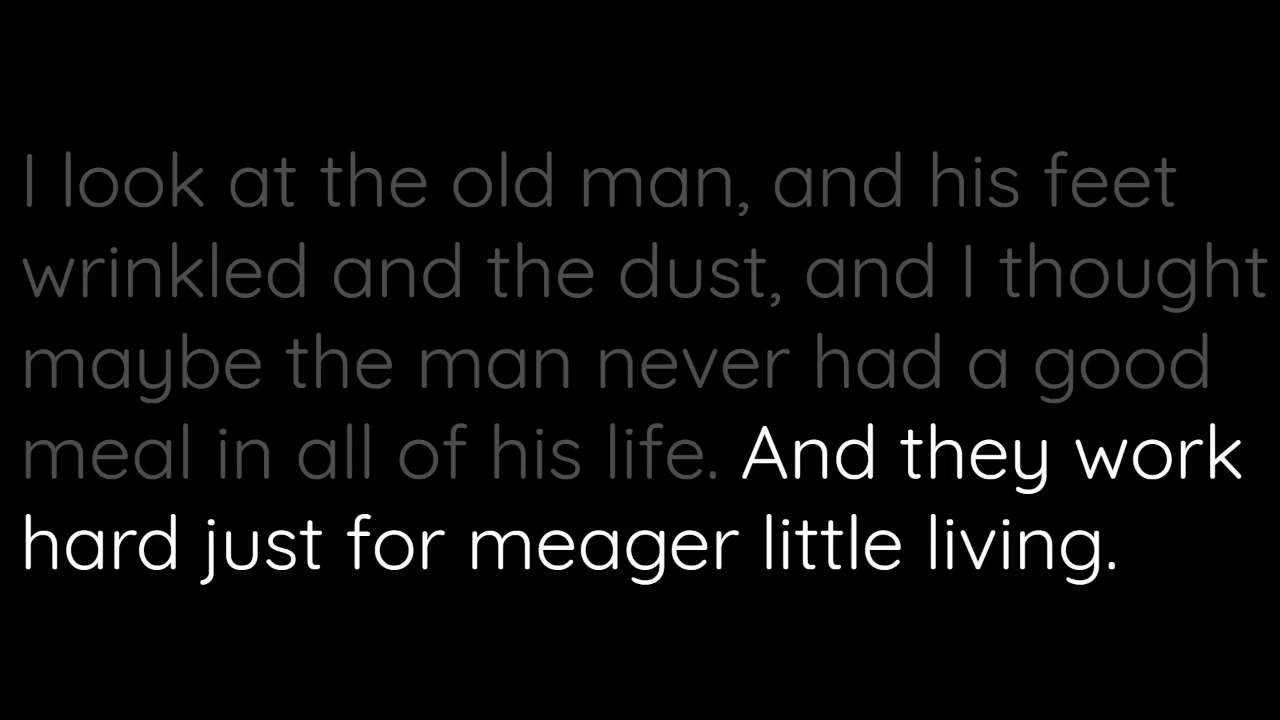 I look at the old man, and his feet
wrinkled and the dust, and I thought
maybe the man never had a good
meal in all of his life. And they work
hard just for meager little living.